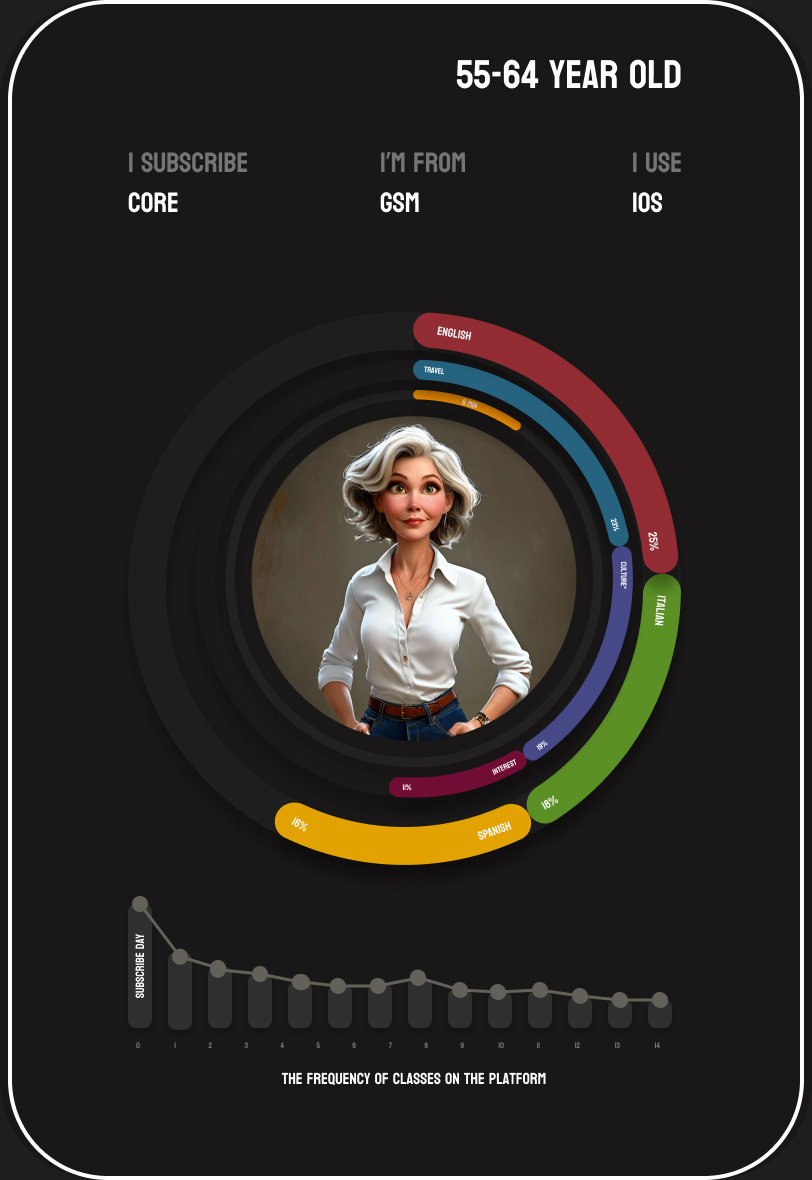 55-64 YEAR OLD
I SUBSCRIBE
I'M FROM
I USE
CORE
GSM
IOS
ENGLISH
25%
ITALIAN
18%
SPANISH
16%
TRAVEL
23%
CULTURE*
19%
INTEREST
11%
SUBSCRIBE DAY
0 1 2 3 4 5 6 7 8 9 10 11 12 13 14
THE FREQUENCY OF CLASSES ON THE PLATFORM